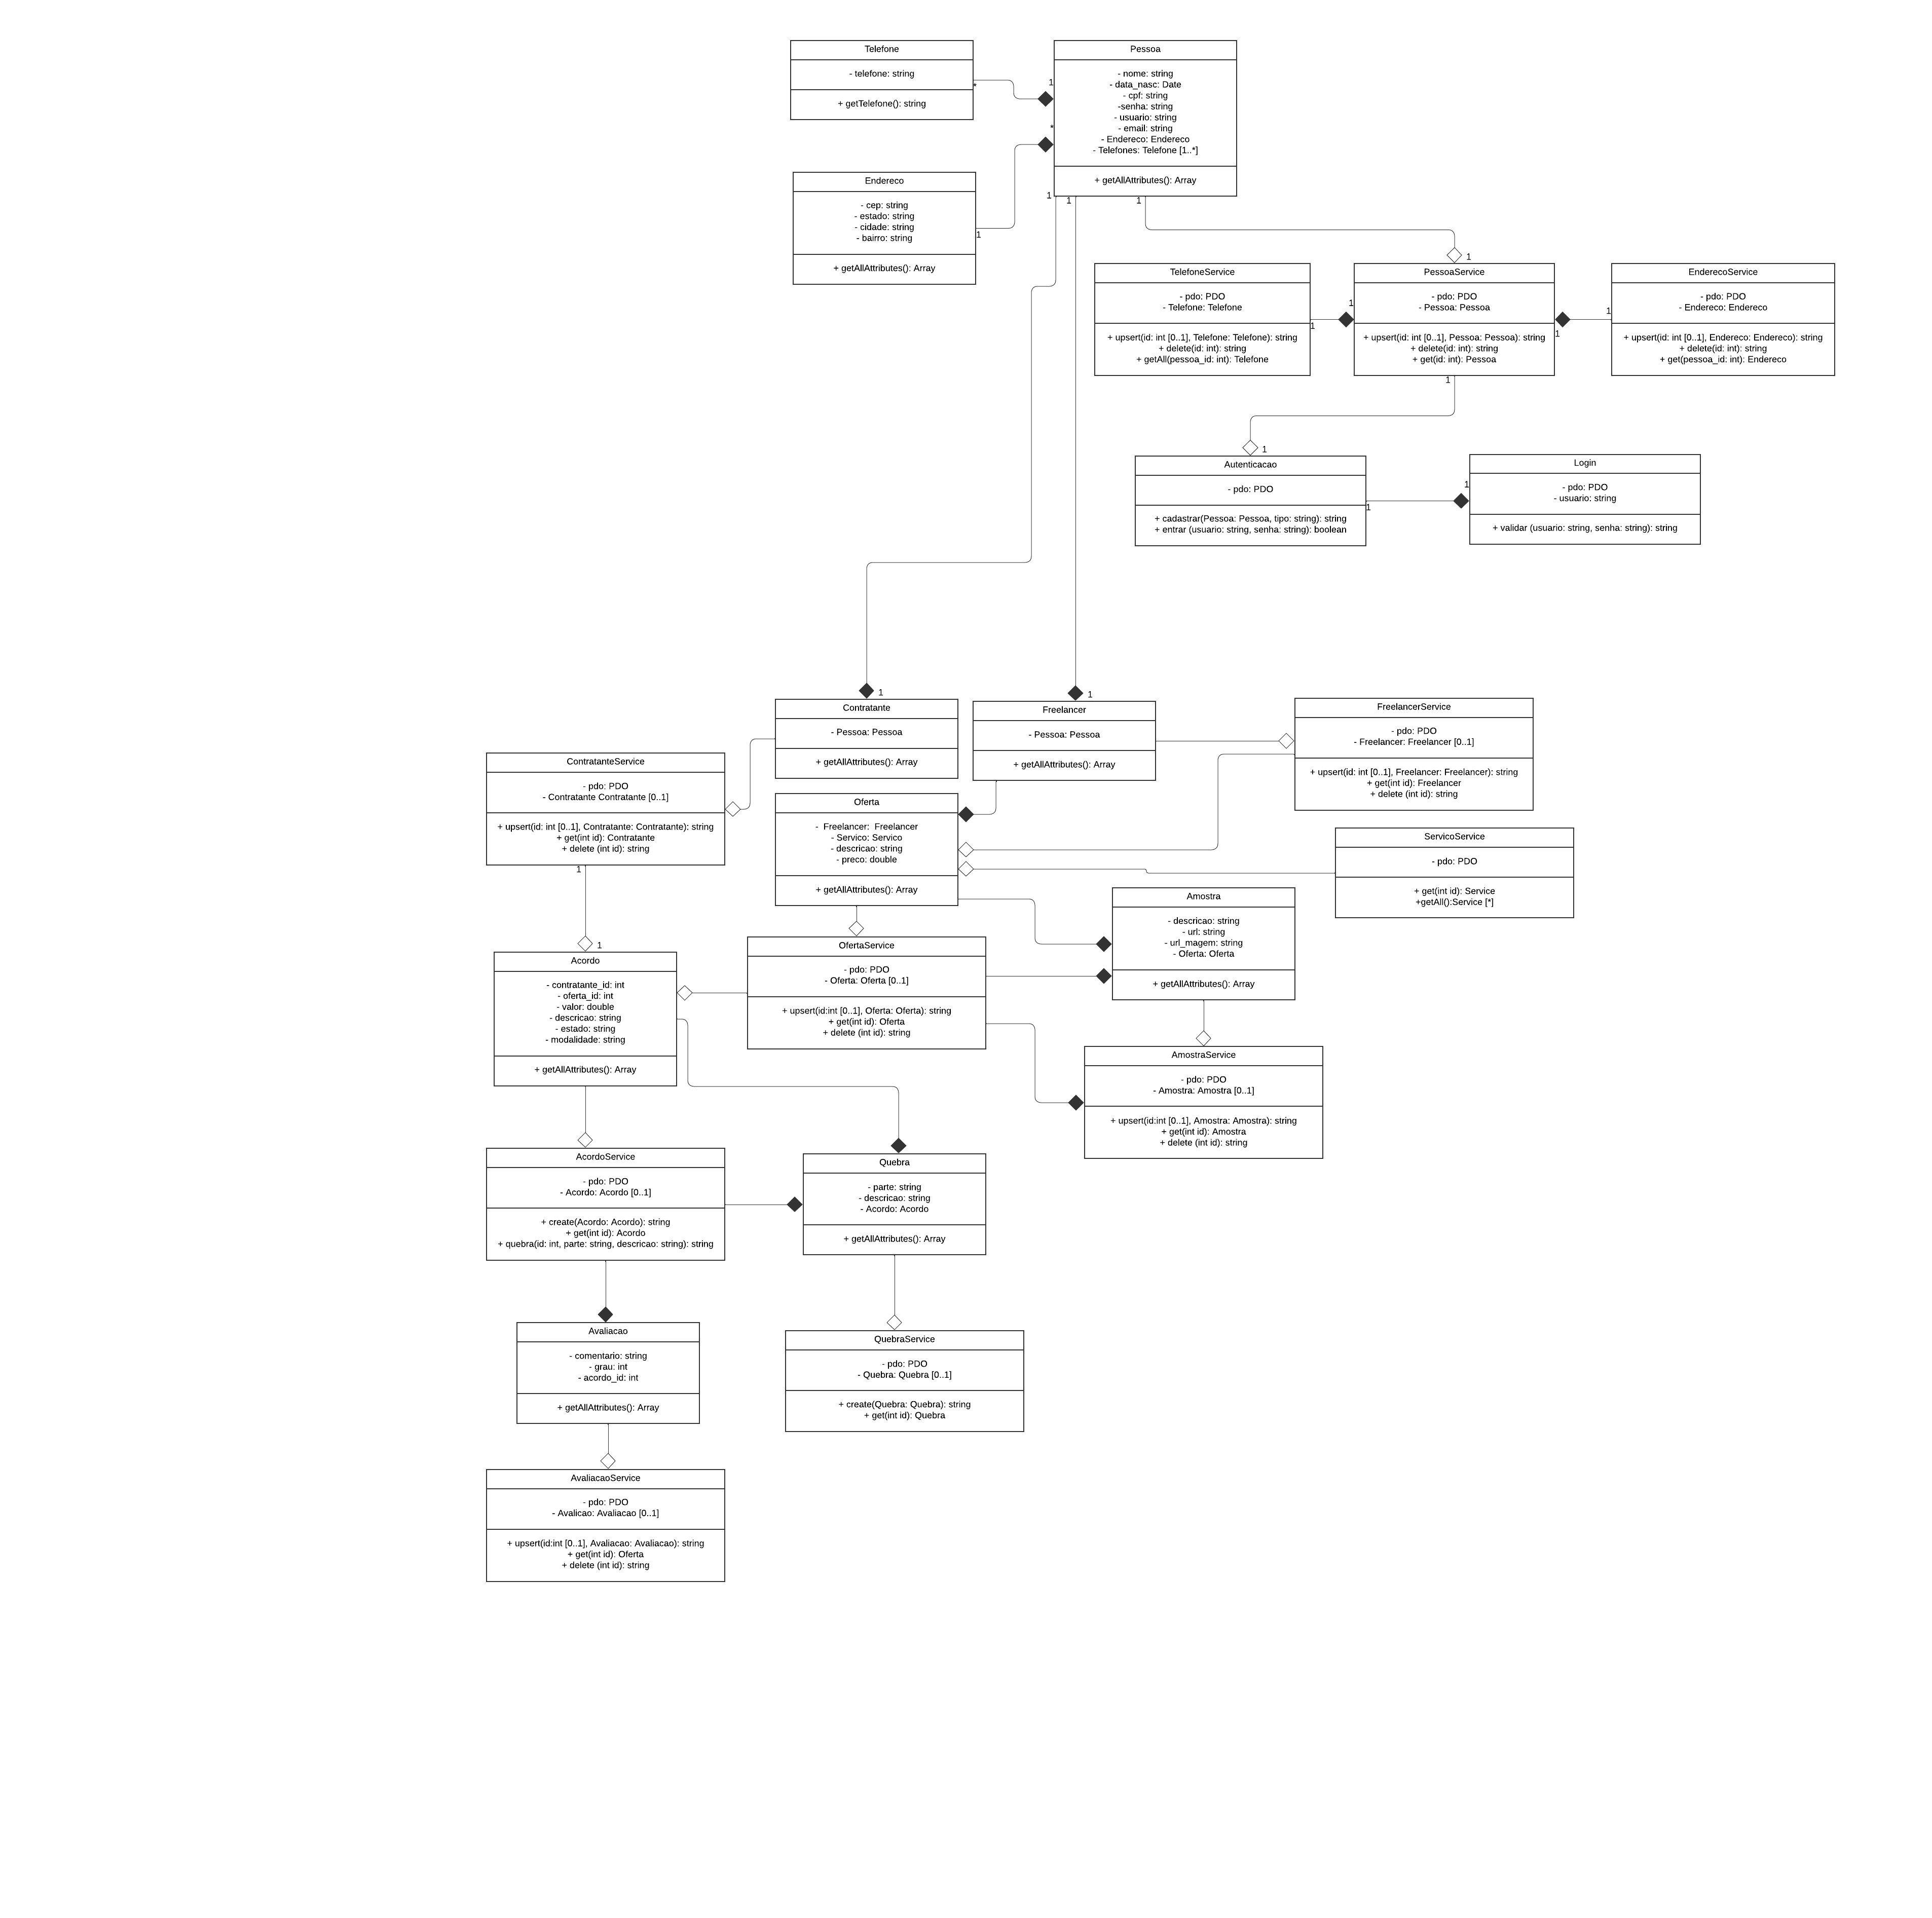 Telefone
- telefone: string
+ getTelefone(): string
*
1
Pessoa
- nome: string
- data_nasc: Date
- cpf: string
-senha: string
- usuario: string
- email: string
- Endereco: Endereco
- Telefones: Telefone [1..*]
+ getAllAttributes(): Array
*
Endereco
- cep: string
- estado: string
- cidade: string
- bairro: string
+ getAllAttributes(): Array
1
1
1
1
1
TelefoneService
- pdo: PDO
- Telefone: Telefone
+ upsert(id: int [0..1], Telefone: Telefone): string
+ delete(id: int): string
+ getAll(pessoa_id: int): Telefone
1
1
PessoaService
- pdo: PDO
- Pessoa: Pessoa
+ upsert(id: int [0..1], Pessoa: Pessoa): string
+ delete(id: int): string
+ get(id: int): Pessoa
1
1
1
EnderecoService
- pdo: PDO
- Endereco: Endereco
+ upsert(id: int [0..1], Endereco: Endereco): string
+ delete(id: int): string
+ get(pessoa_id: int): Endereco
1
Autenticacao
- pdo: PDO
+ cadastrar(Pessoa: Pessoa, tipo: string): string
+ entrar (usuario: string, senha: string): boolean
1
1
Login
- pdo: PDO
- usuario: string
+ validar (usuario: string, senha: string): string
1
Contratante
- Pessoa: Pessoa
+ getAllAttributes(): Array
1
Freelancer
- Pessoa: Pessoa
+ getAllAttributes(): Array
FreelancerService
- pdo: PDO
- Freelancer: Freelancer [0..1]
+ upsert(id: int [0..1], Freelancer: Freelancer): string
+ get(int id): Freelancer
+ delete (int id): string
ContratanteService
- pdo: PDO
- Contratante Contratante [0..1]
+ upsert(id: int [0..1], Contratante: Contratante): string
+ get(int id): Contratante
+ delete (int id): string
1
Oferta
- Freelancer: Freelancer
- Servico: Servico
- descricao: string
- preco: double
+ getAllAttributes(): Array
ServicoService
- pdo: PDO
+ get(int id): Service
+getAll():Service [*]
Amostra
- descricao: string
- url: string
- url_magem: string
- Oferta: Oferta
+ getAllAttributes(): Array
1
Acordo
- contratante_id: int
- oferta_id: int
- valor: double
- descricao: string
- estado: string
- modalidade: string
+ getAllAttributes(): Array
OfertaService
- pdo: PDO
- Oferta: Oferta [0..1]
+ upsert(id:int [0..1], Oferta: Oferta): string
+ get(int id): Oferta
+ delete (int id): string
AmostraService
- pdo: PDO
- Amostra: Amostra [0..1]
+ upsert(id:int [0..1], Amostra: Amostra): string
+ get(int id): Amostra
+ delete (int id): string
AcordoService
- pdo: PDO
- Acordo: Acordo [0..1]
+ create(Acordo: Acordo): string
+ get(int id): Acordo
+ quebra(id: int, parte: string, descricao: string): string
Quebra
- parte: string
- descricao: string
- Acordo: Acordo
+ getAllAttributes(): Array
Avaliacao
- comentario: string
- grau: int
- acordo_id: int
+ getAllAttributes(): Array
QuebraService
- pdo: PDO
- Quebra: Quebra [0..1]
+ create(Quebra: Quebra): string
+ get(int id): Quebra
AvaliacaoService
- pdo: PDO
- Avalicao: Avaliacao [0..1]
+ upsert(id:int [0..1], Avaliacao: Avaliacao): string
+ get(int id): Oferta
+ delete (int id): string